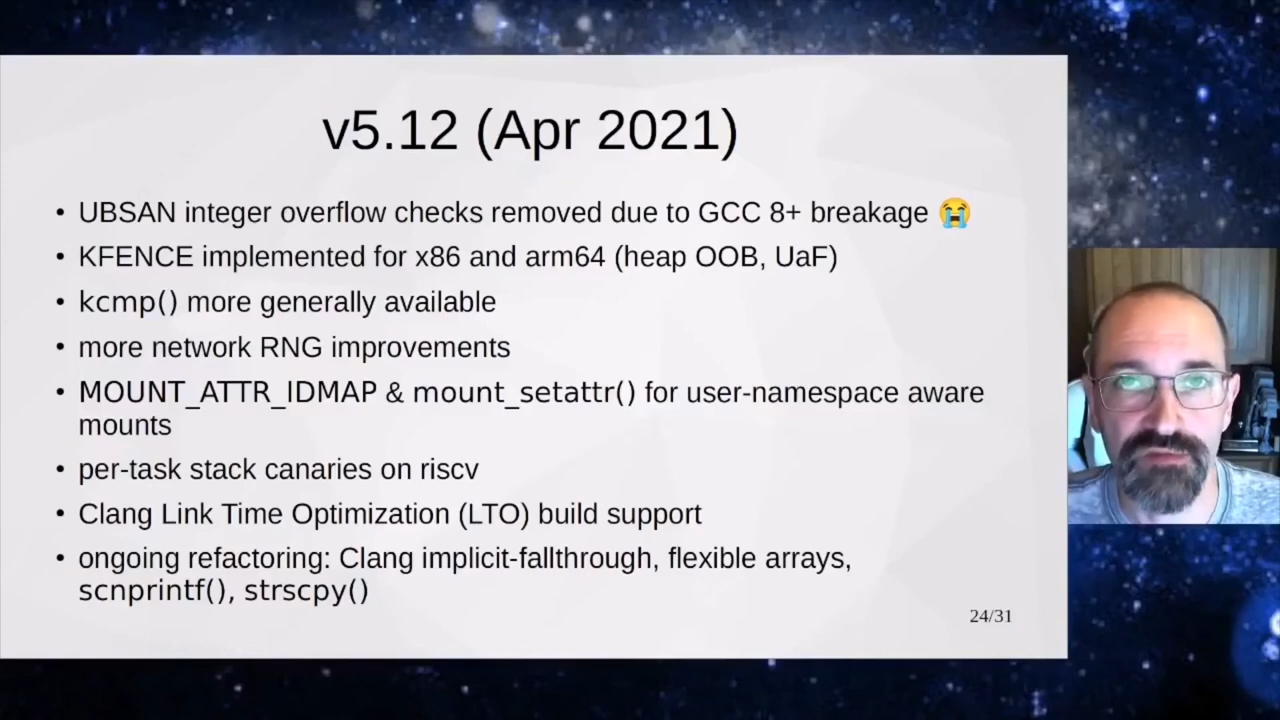 v5.12 (Apr 2021)
• UBSAN integer overflow checks removed due to GCC 8+ breakage 😭
• KFENCE implemented for x86 and arm64 (heap OOB, UaF)
• kcmp() more generally available
• more network RNG improvements
• MOUNT_ATTR_IDMAP & mount_setattr() for user-namespace aware
mounts
• per-task stack canaries on riscv
• Clang Link Time Optimization (LTO) build support
• ongoing refactoring: Clang implicit-fallthrough, flexible arrays,
scnprintf(), strscpy()
24/31